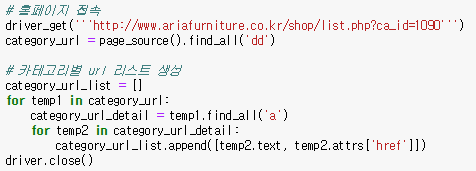 # 홈페이지 접속
driver_get('''http://www.ariafurniture.co.kr/shop/list.php?ca_id=1090''')
category_url = page_source().find_all('dd')
# 카테고리별 url 리스트 생성
category_url_list = []
for temp1 in category_url:
    category_url_detail = temp1.find_all('a')
    for temp2 in category_url_detail:
        category_url_list.append([temp2.text, temp2.attrs['href']])
driver.close()